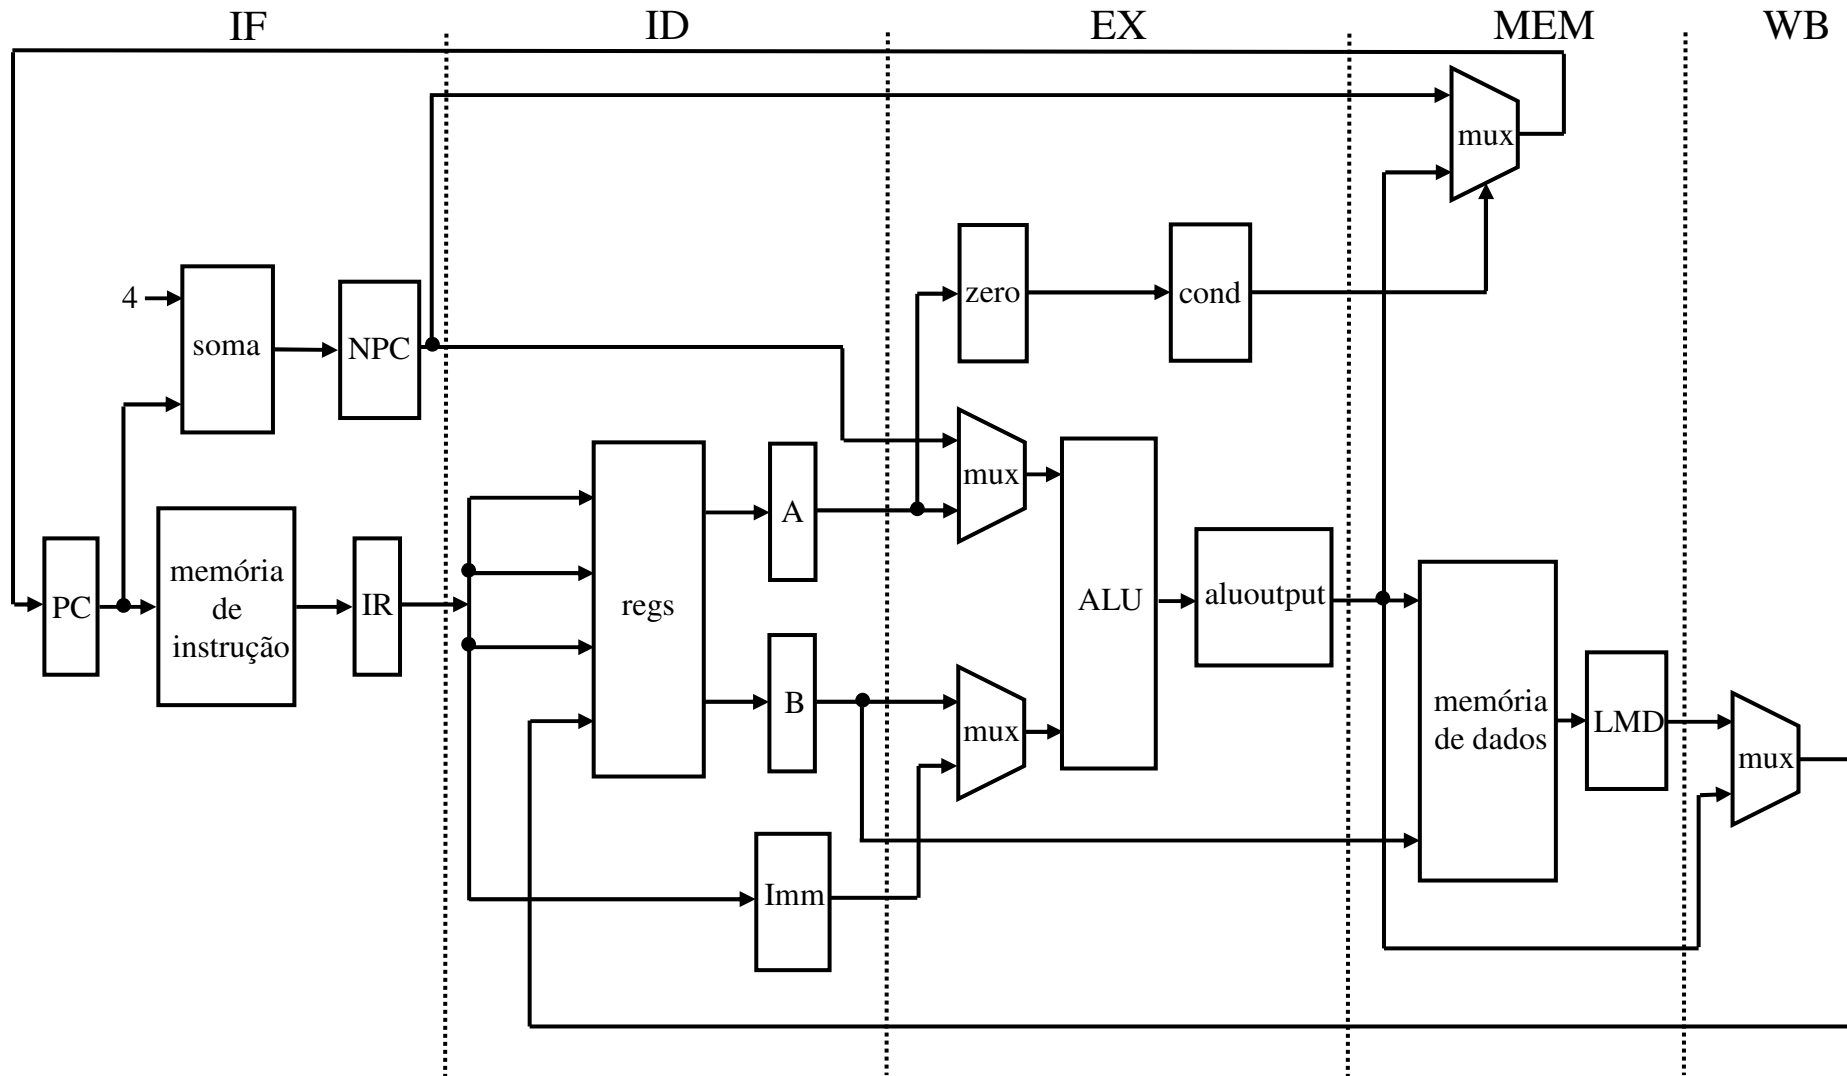 IF
ID
EX
MEM
WB
mux
4
soma
NPC
zero
cond
PC
memória
de
instrução
IR
regs
A
B
Imm
mux
mux
ALU
aluoutput
memória
de dados
LMD
mux